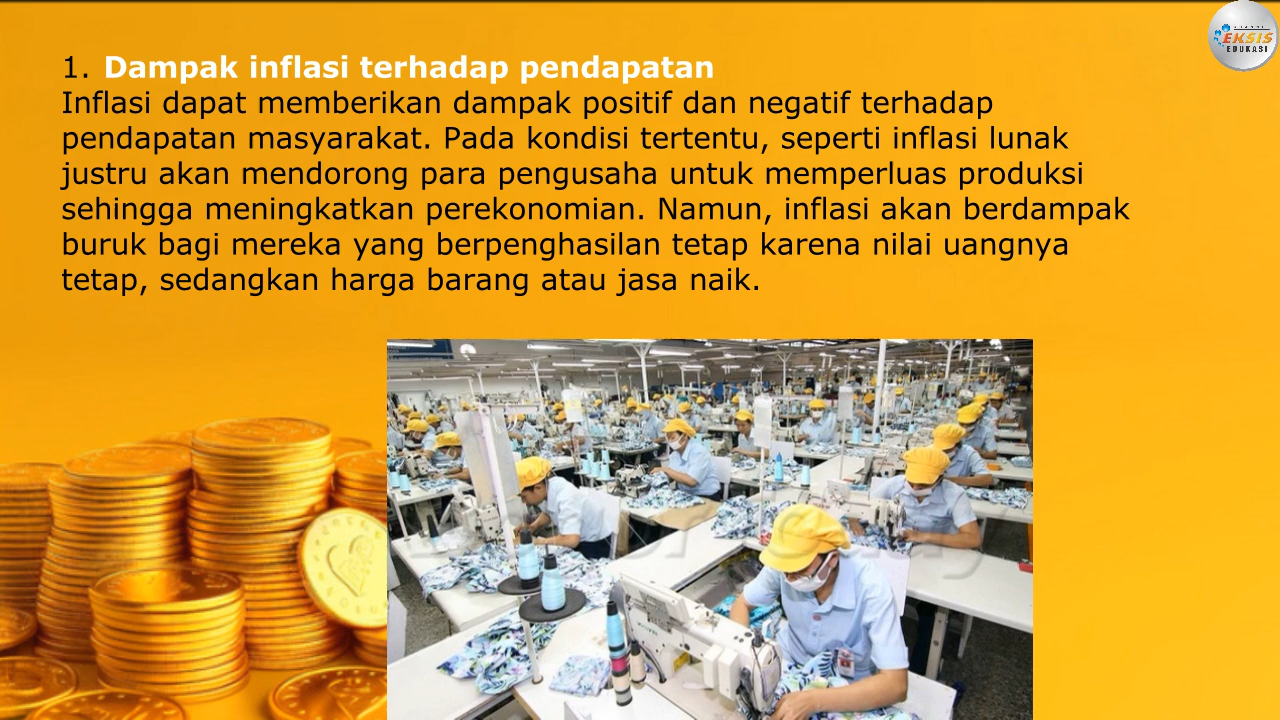 EKSIS
EDUKASI
1. Dampak inflasi terhadap pendapatan
Inflasi dapat memberikan dampak positif dan negatif terhadap
pendapatan masyarakat. Pada kondisi tertentu, seperti inflasi lunak
justru akan mendorong para pengusaha untuk memperluas produksi
sehingga meningkatkan perekonomian. Namun, inflasi akan berdampak
buruk bagi mereka yang berpenghasilan tetap karena nilai uangnya
tetap, sedangkan harga barang atau jasa naik.